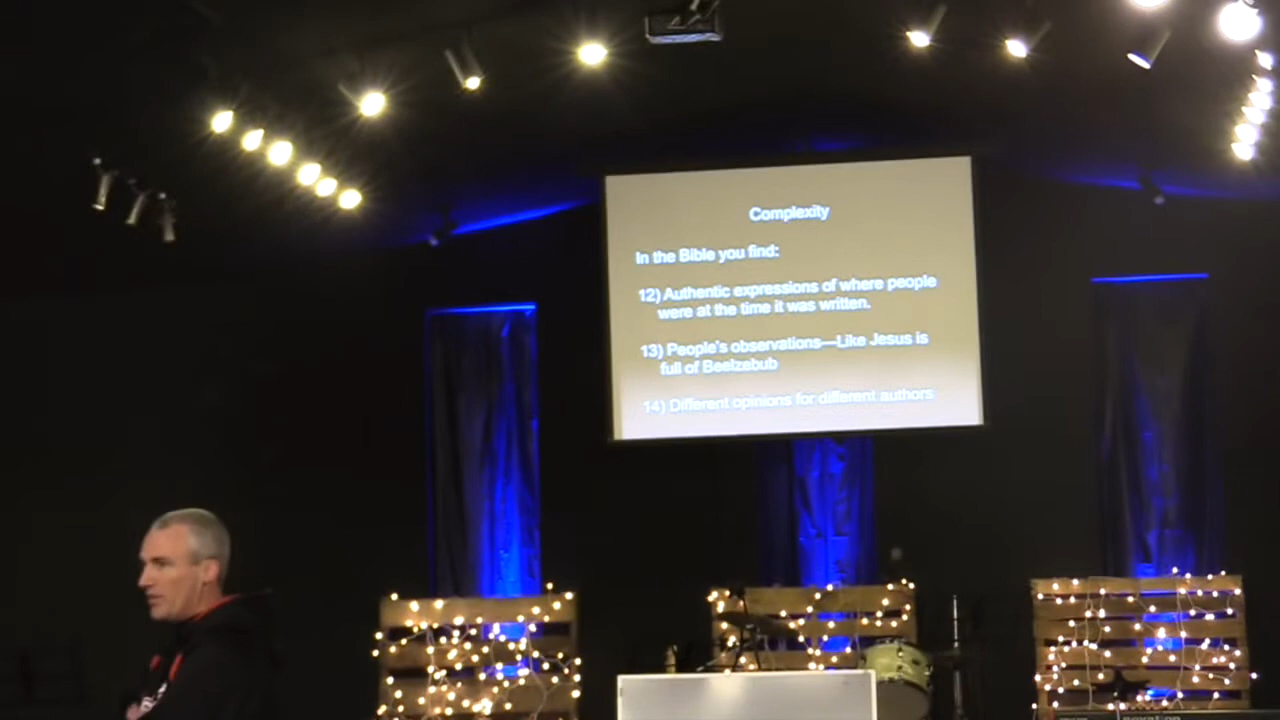 Complexity
In the Bible you find:
12) Authentic expressions of where people
were at the time it was written.
13) People's observations—Like Jesus is
full of Beelzebub
14) Different opinions for different authors